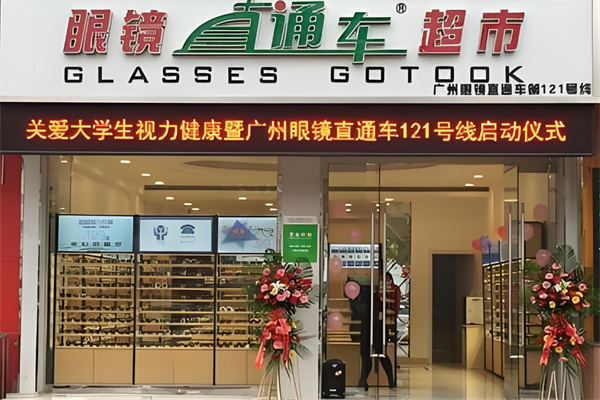 眼镜直通车® 超市
GLASSES GOTOOK
广州眼镜直通车第121号线
关爱大学生视力健康暨广州眼镜直通车121号线启动仪式